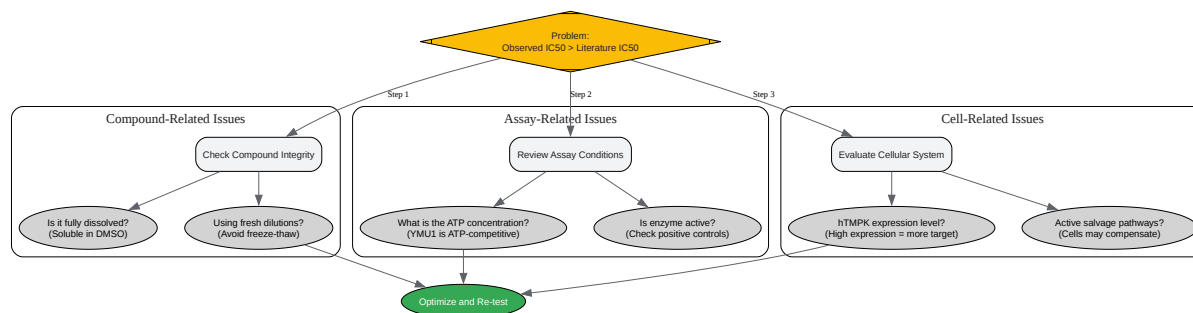 Problem:
Observed IC50 > Literature IC50
Step 1
Step 2
Step 3
Compound-Related Issues
Assay-Related Issues
Cell-Related Issues
Check Compound Integrity
Review Assay Conditions
Evaluate Cellular System
Is it fully dissolved?
(Soluble in DMSO)
Using fresh dilutions?
(Avoid freeze-thaw)
What is the ATP concentration?
(YMU1 is ATP-competitive)
Is enzyme active?
(Check positive controls)
hTMPK expression level?
(High expression = more target)
Active salvage pathways?
(Cells may compensate)
Optimize and Re-test